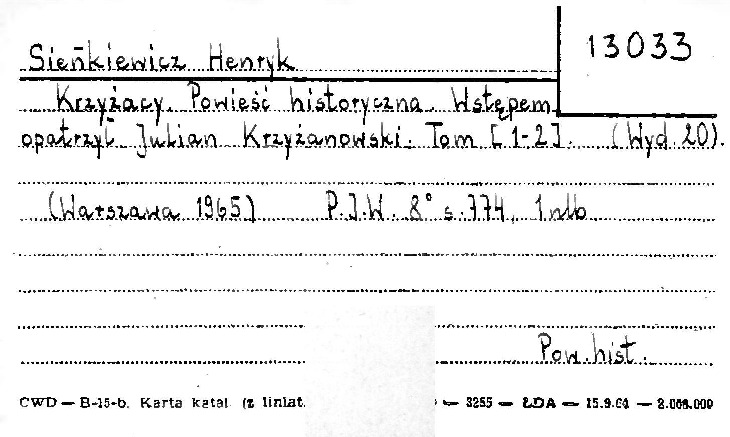 13033
Sieńkiewicz Henryk
Krzyżacy. Powieść historyczna. Wstępem
opatrzył Julian Krzyżanowski. Tom [1-2]. (Wyd. 20).
(Warszawa 1965) P.I.W. 8° s. 774, 1 nlb
Pow. hist.
CWD — B-15-b. Karta katal. (z liniat. — 3255 — ŁDA — 15.9.64 — 2.000.000